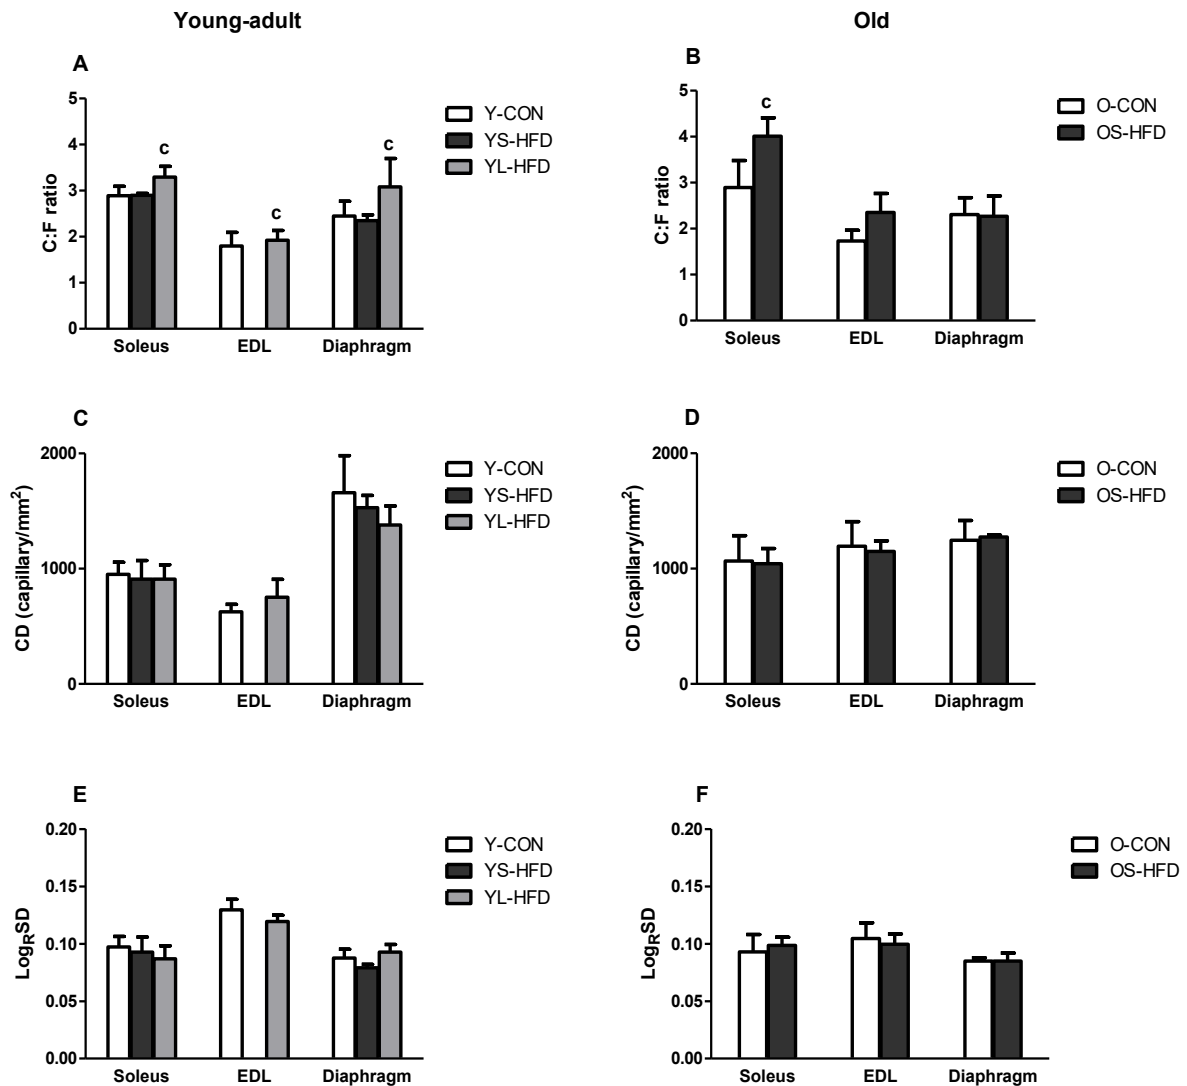 Young-adult
Old
A
C:F ratio
5
4
3
2
1
0
c
c
c
Soleus
EDL
Diaphragm
Y-CON
YS-HFD
YL-HFD
B
C:F ratio
5
4
3
2
1
0
c
Soleus
EDL
Diaphragm
O-CON
OS-HFD
C
CD (capillary/mm²)
2000
1000
0
Soleus
EDL
Diaphragm
Y-CON
YS-HFD
YL-HFD
D
CD (capillary/mm²)
2000
1000
0
Soleus
EDL
Diaphragm
O-CON
OS-HFD
E
LogRSD
0.20
0.15
0.10
0.05
0.00
Soleus
EDL
Diaphragm
Y-CON
YS-HFD
YL-HFD
F
LogRSD
0.20
0.15
0.10
0.05
0.00
Soleus
EDL
Diaphragm
O-CON
OS-HFD